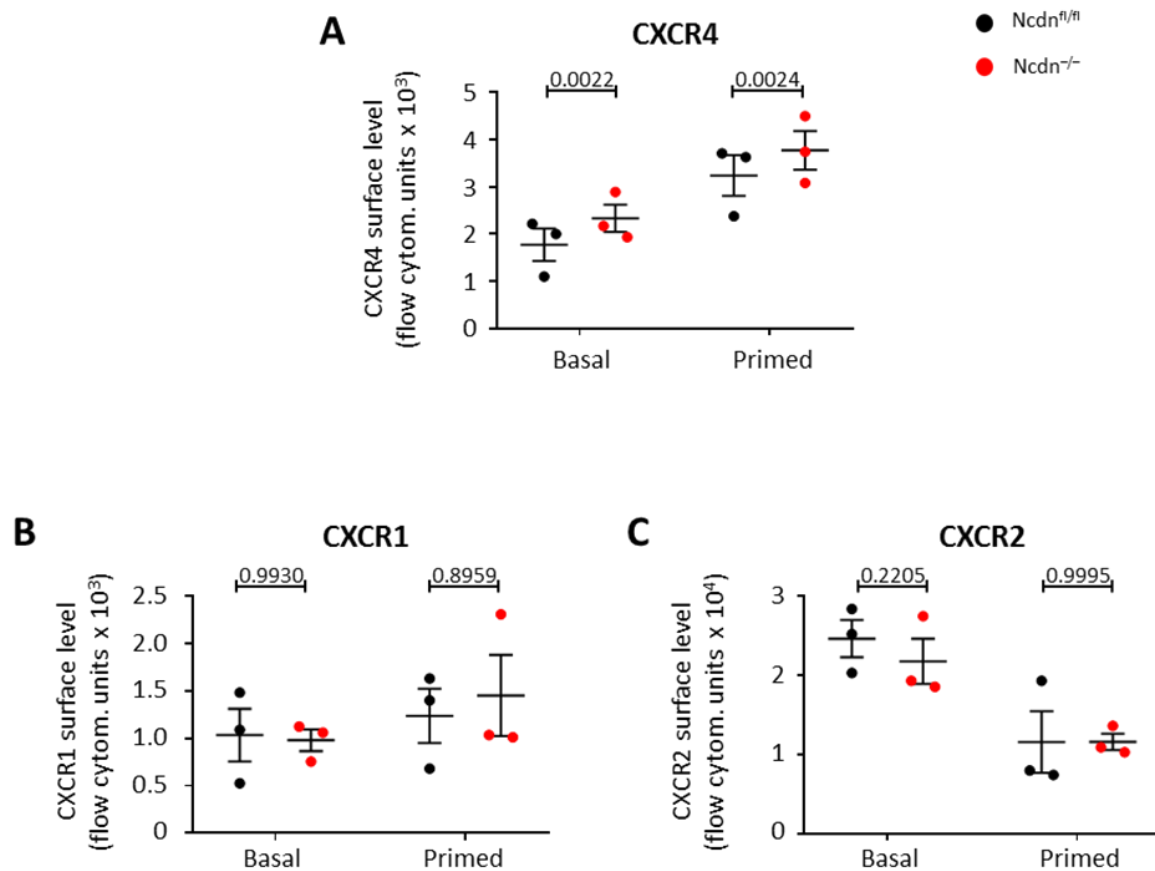 A
CXCR4
Ncdnfl/fl
Ncdn−/−
0.0022
0.0024
CXCR4 surface level
(flow cytom. units x 10³)
5
4
3
2
1
0
Basal
Primed
B
CXCR1
0.9930
0.8959
CXCR1 surface level
(flow cytom. units x 10³)
2.5
2.0
1.5
1.0
0.5
0
Basal
Primed
C
CXCR2
0.2205
0.9995
CXCR2 surface level
(flow cytom. units x 10⁴)
3
2
1
0
Basal
Primed